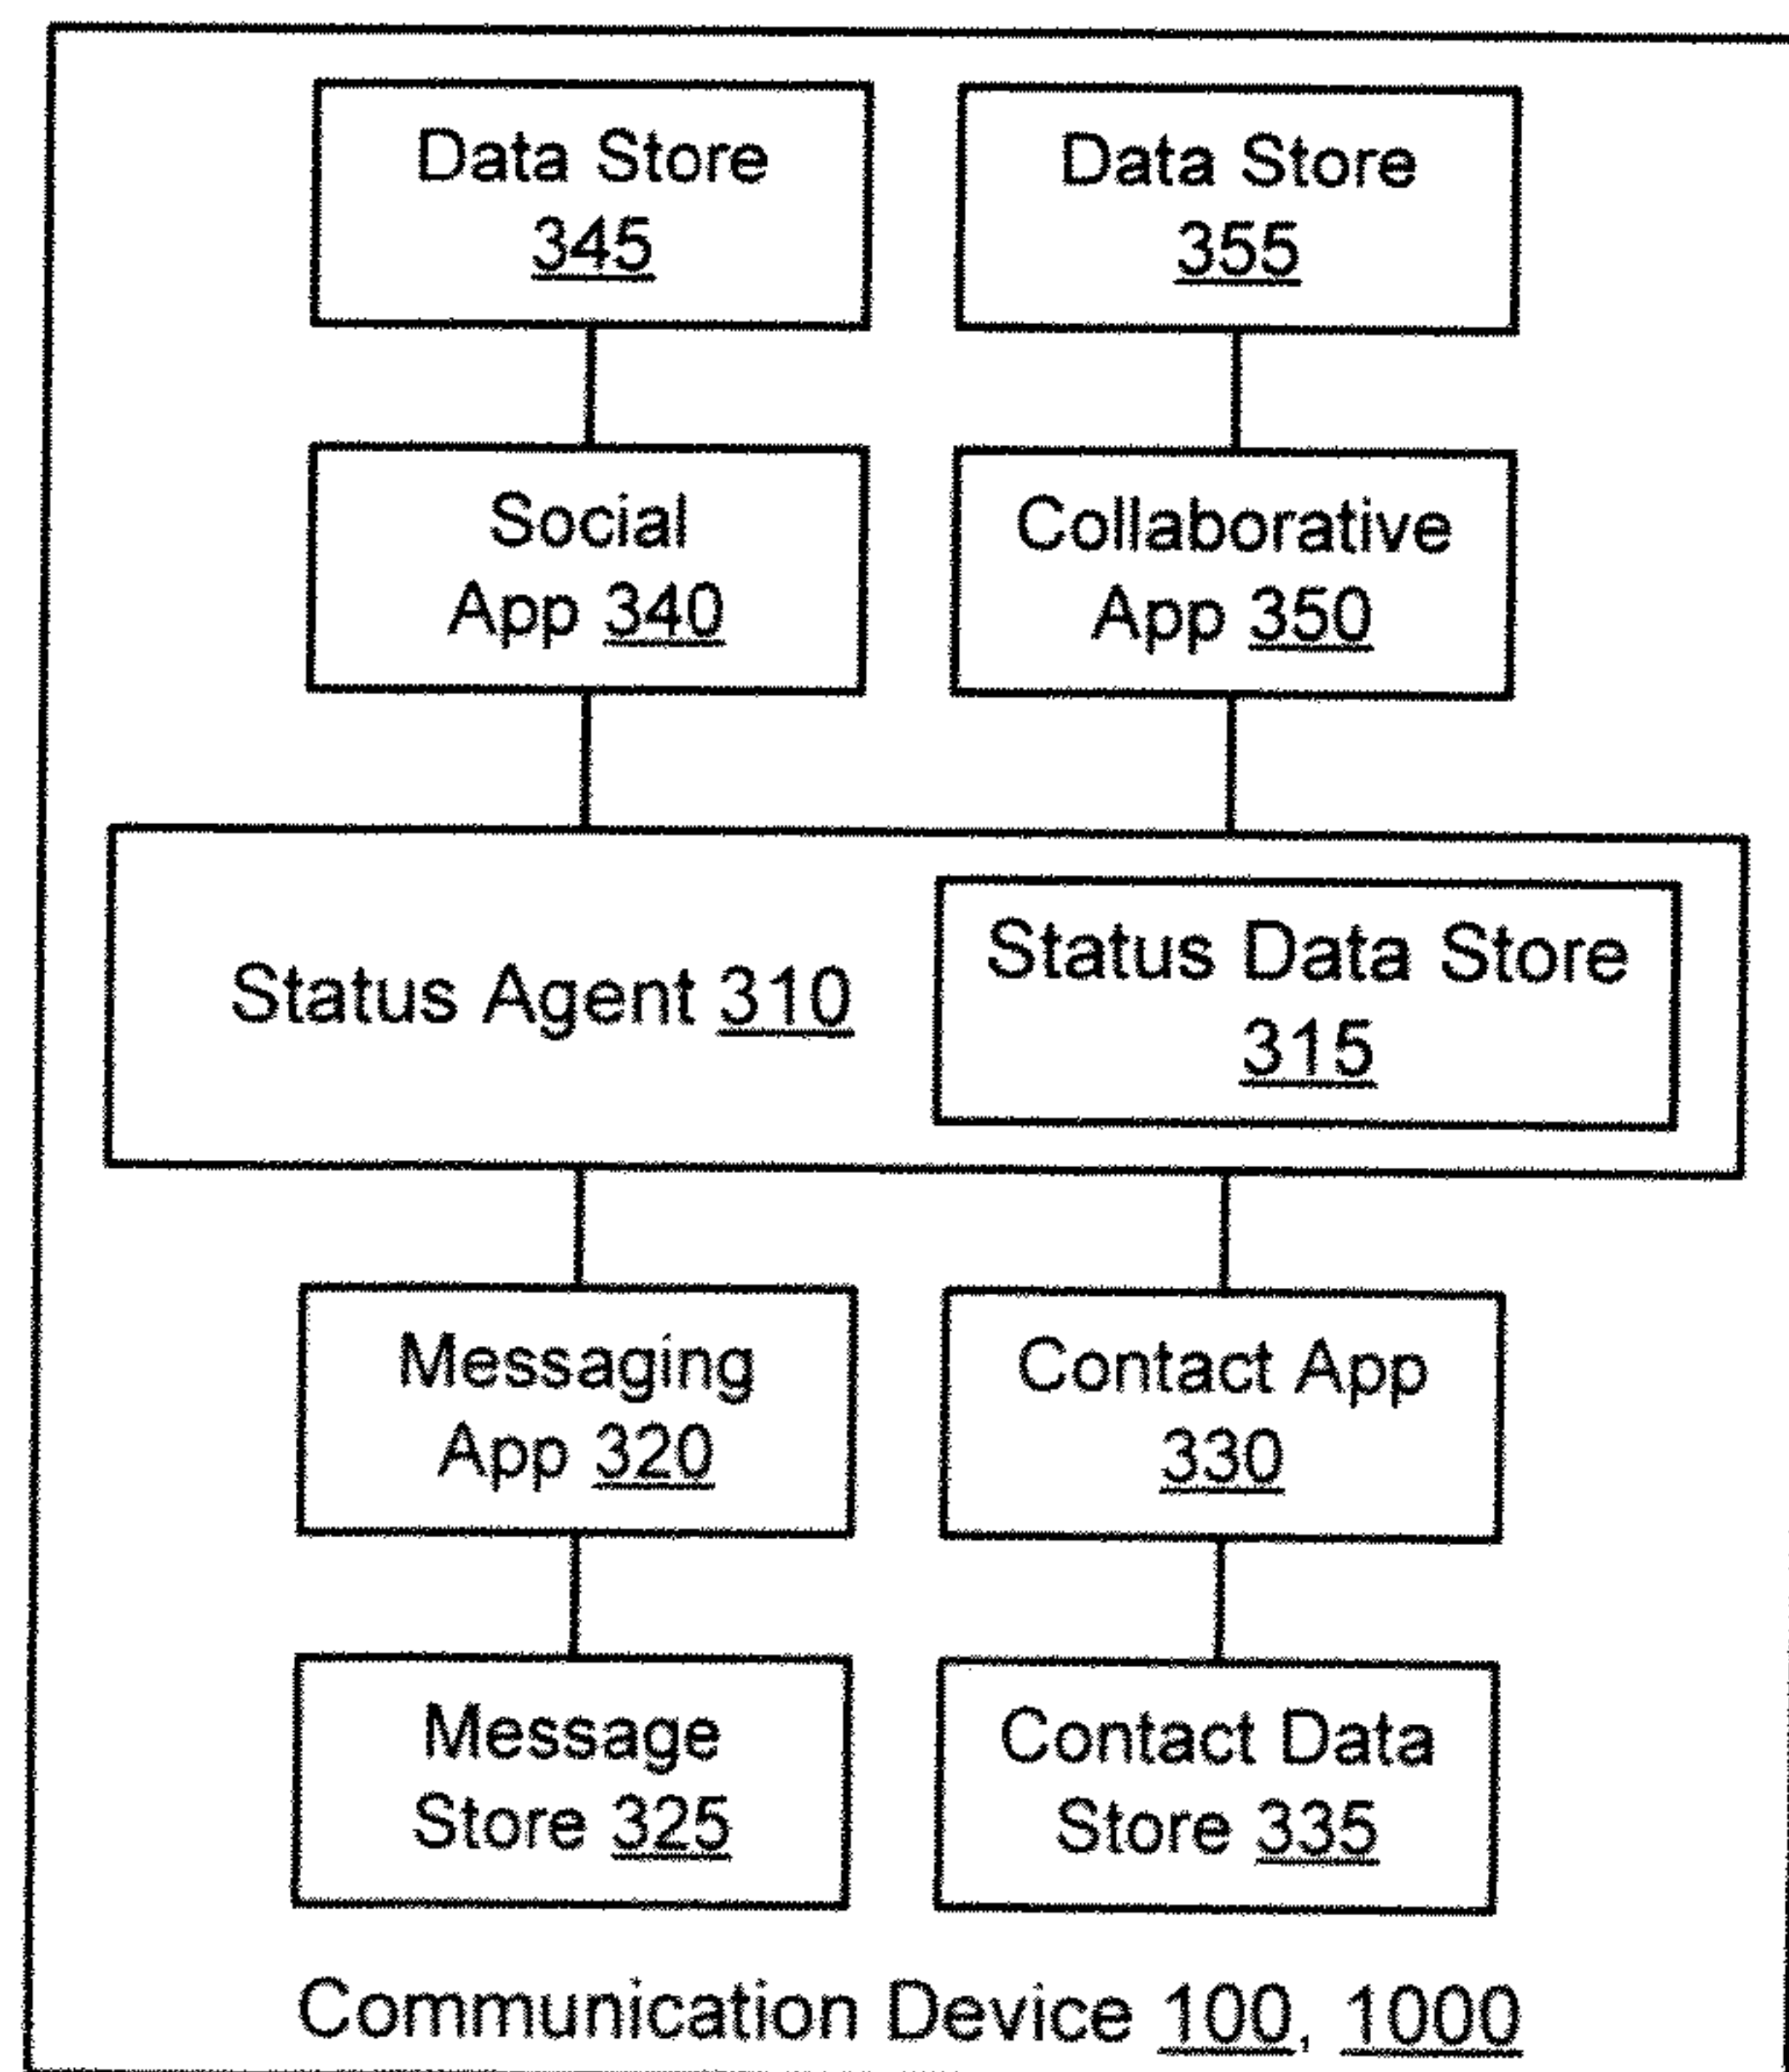 Data Store
345
Data Store
355
Social
App 340
Collaborative
App 350
Status Agent 310
Status Data Store
315
Messaging
App 320
Contact App
330
Message
Store 325
Contact Data
Store 335
Communication Device 100, 1000